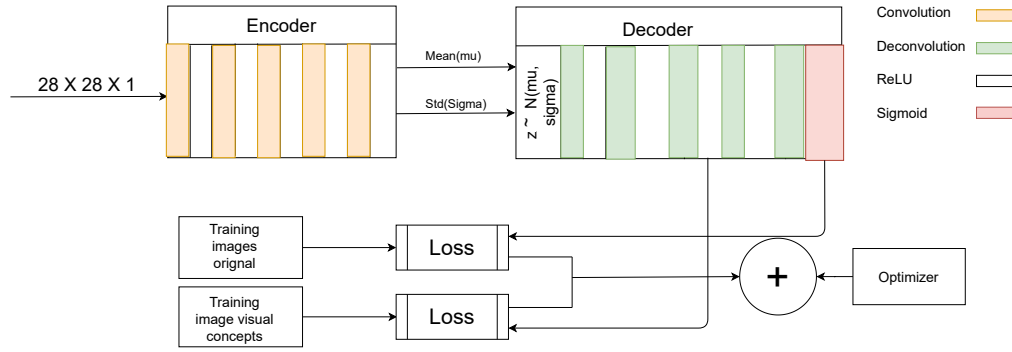 Encoder
Decoder
Convolution
Deconvolution
ReLU
Sigmoid
28 X 28 X 1
Mean(mu)
Std(Sigma)
z ~ N(mu,
sigma)
Training
images
orignal
Loss
Training
image visual
concepts
Loss
+
Optimizer